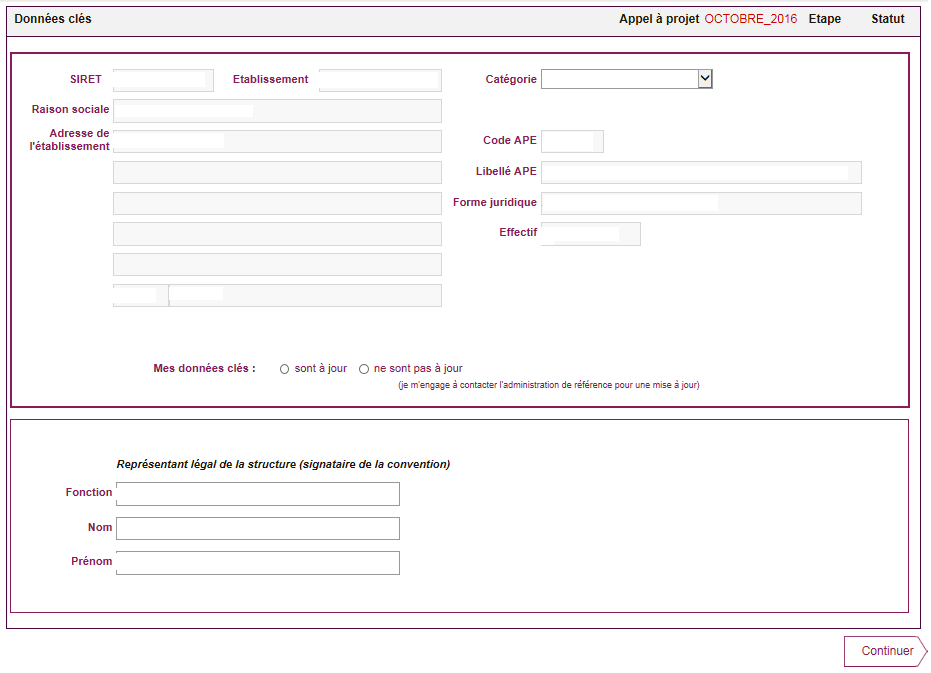 Données clés Appel à projet OCTOBRE_2016 Etape Statut
SIRET Etablissement Catégorie
Raison sociale
Adresse de
l'établissement Code APE
Libellé APE
Forme juridique
Effectif
Mes données clés : sont à jour ne sont pas à jour
(je m'engage à contacter l'administration de référence pour une mise à jour)
Représentant légal de la structure (signataire de la convention)
Fonction
Nom
Prénom
Continuer